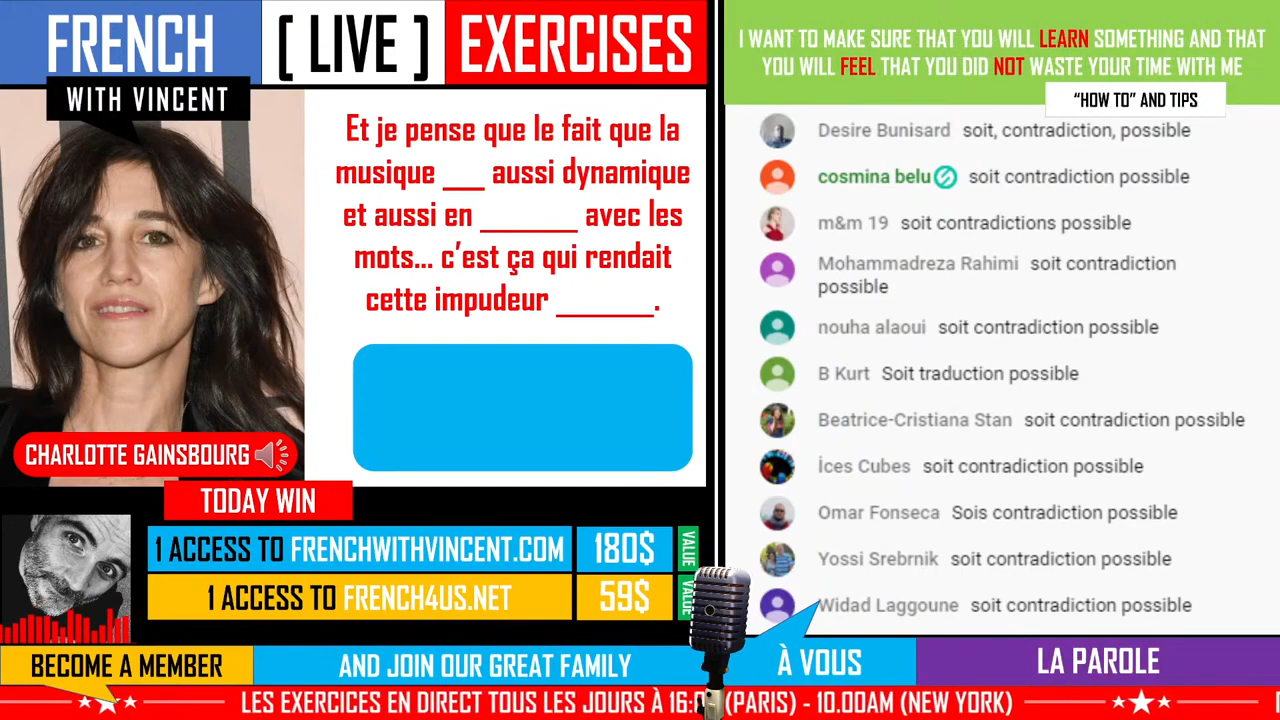 FRENCH
[ LIVE ]
EXERCISES
WITH VINCENT
Et je pense que le fait que la
musique ___ aussi dynamique
et aussi en _______ avec les
mots... c’est ça qui rendait
cette impudeur _______.
CHARLOTTE GAINSBOURG
TODAY WIN
1 ACCESS TO FRENCHWITHVINCENT.COM
180$
VALUE
1 ACCESS TO FRENCH4US.NET
59$
VALUE
BECOME A MEMBER
AND JOIN OUR GREAT FAMILY
I WANT TO MAKE SURE THAT YOU WILL LEARN SOMETHING AND THAT
YOU WILL FEEL THAT YOU DID NOT WASTE YOUR TIME WITH ME
“HOW TO” AND TIPS
Desire Bunisard soit, contradiction, possible
cosmina belu soit contradiction possible
m&m 19 soit contradictions possible
Mohammadreza Rahimi soit contradiction
possible
nouha alaoui soit contradiction possible
B Kurt Soit traduction possible
Beatrice-Cristiana Stan soit contradiction possible
İces Cubes soit contradiction possible
Omar Fonseca Sois contradiction possible
Yossi Srebrnik soit contradiction possible
Widad Laggoune soit contradiction possible
À VOUS
LA PAROLE
LES EXERCICES EN DIRECT TOUS LES JOURS À 16:0 (PARIS) - 10.00AM (NEW YORK)